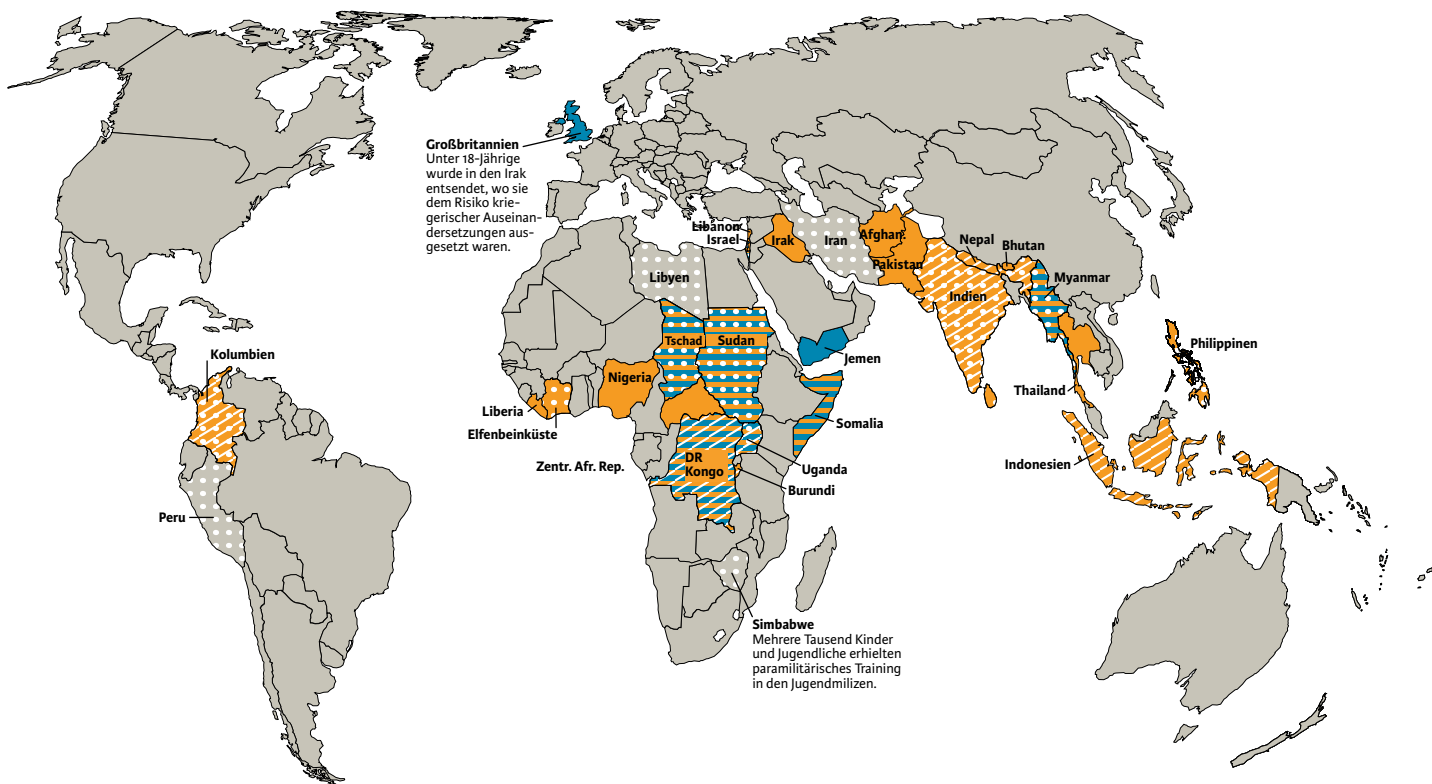 Großbritannien
Unter 18-Jährige
wurde in den Irak
entsendet, wo sie
dem Risiko krie-
gerischer Auseinan-
dersetzungen aus-
gesetzt waren.
Libanon
Israel
Irak
Iran
Afghan.
Pakistan
Nepal
Bhutan
Indien
Myanmar
Libyen
Tschad
Sudan
Jemen
Philippinen
Kolumbien
Nigeria
Thailand
Liberia
Elfenbeinküste
Somalia
Zentr. Afr. Rep.
DR
Kongo
Uganda
Burundi
Indonesien
Peru
Simbabwe
Mehrere Tausend Kinder
und Jugendliche erhielten
paramilitärisches Training
in den Jugendmilizen.